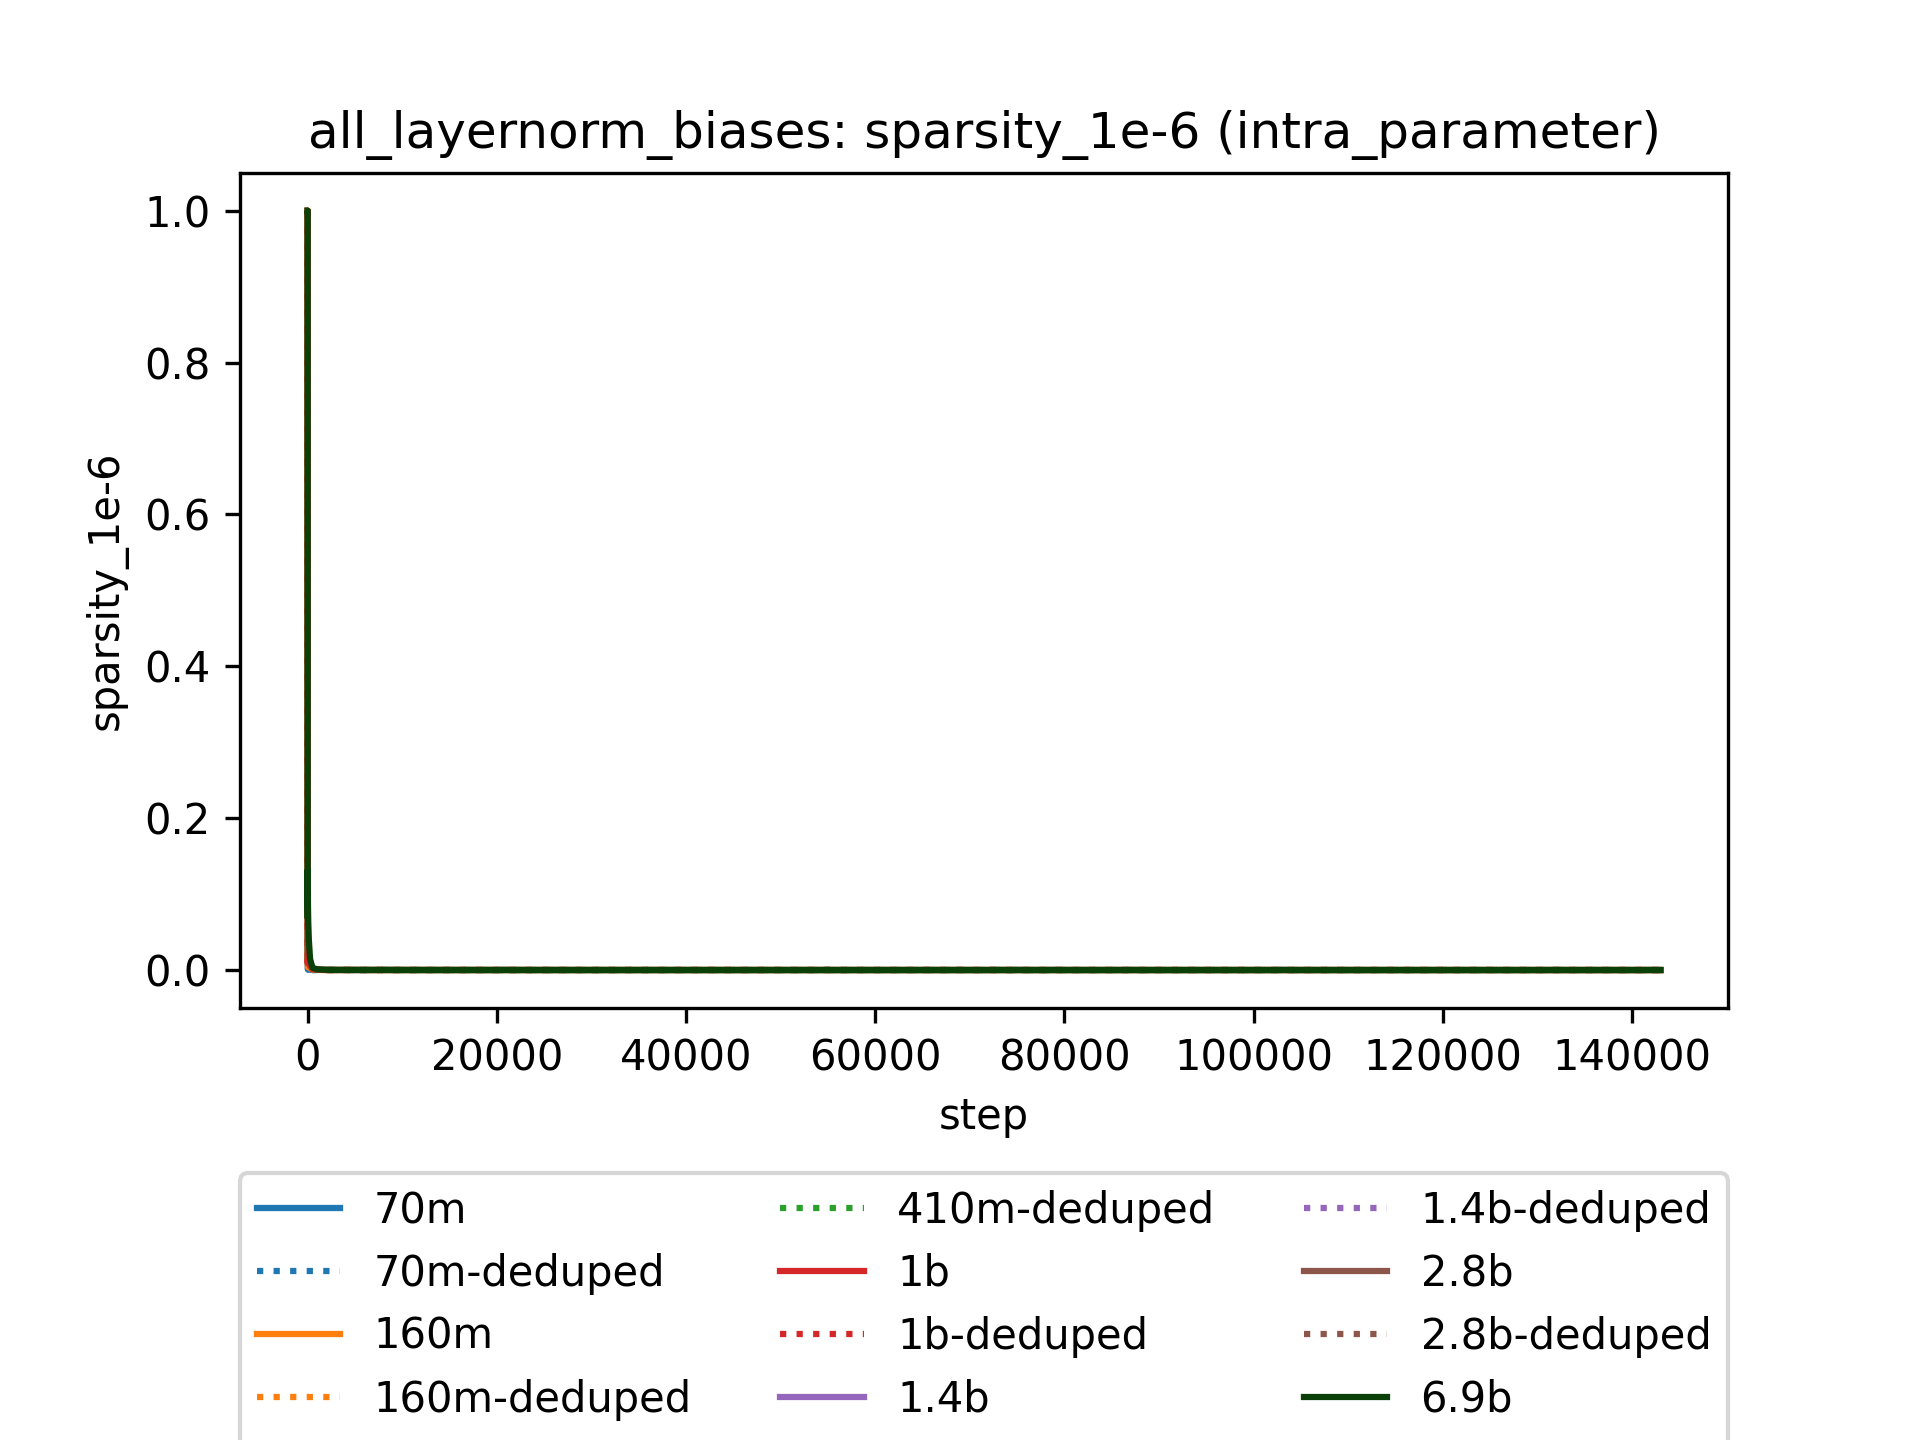 all_layernorm_biases: sparsity_1e-6 (intra_parameter)
1.0
0.8
0.6
0.4
0.2
0.0
sparsity_1e-6
0 20000 40000 60000 80000 100000 120000 140000
step
70m
70m-deduped
160m
160m-deduped
410m-deduped
1b
1b-deduped
1.4b
1.4b-deduped
2.8b
2.8b-deduped
6.9b